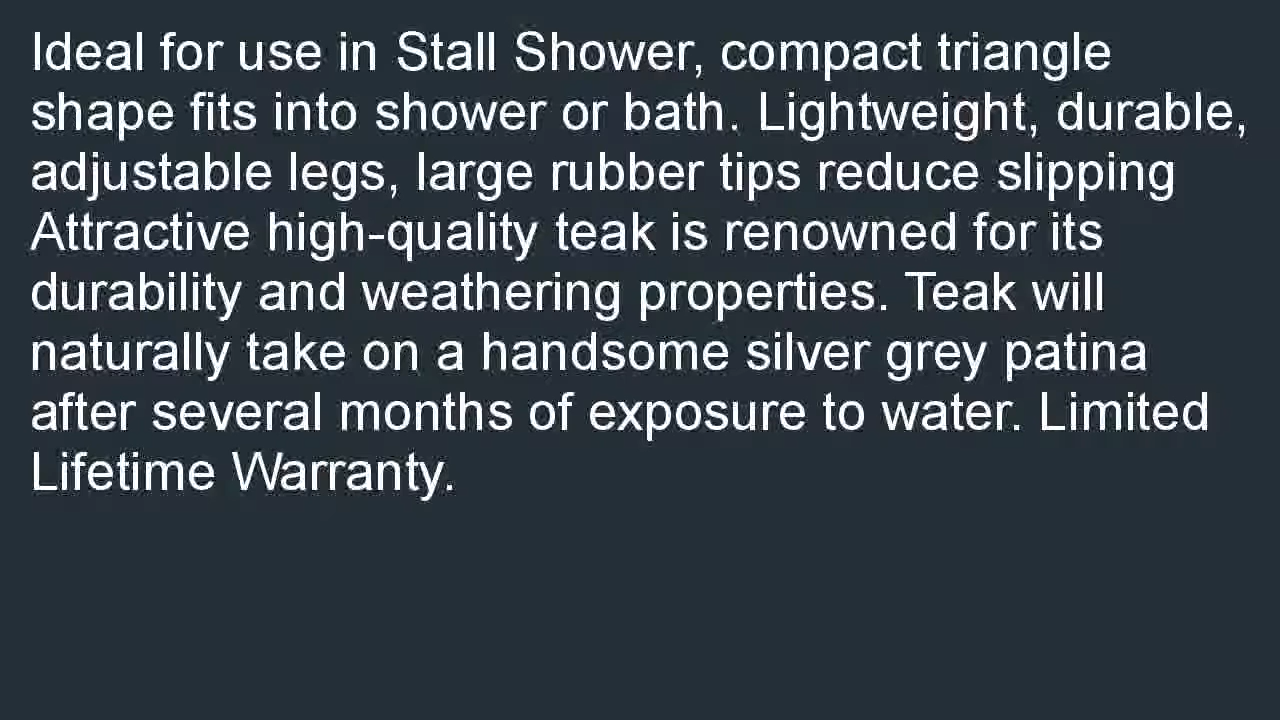 Ideal for use in Stall Shower, compact triangle
shape fits into shower or bath. Lightweight, durable,
adjustable legs, large rubber tips reduce slipping
Attractive high-quality teak is renowned for its
durability and weathering properties. Teak will
naturally take on a handsome silver grey patina
after several months of exposure to water. Limited
Lifetime Warranty.